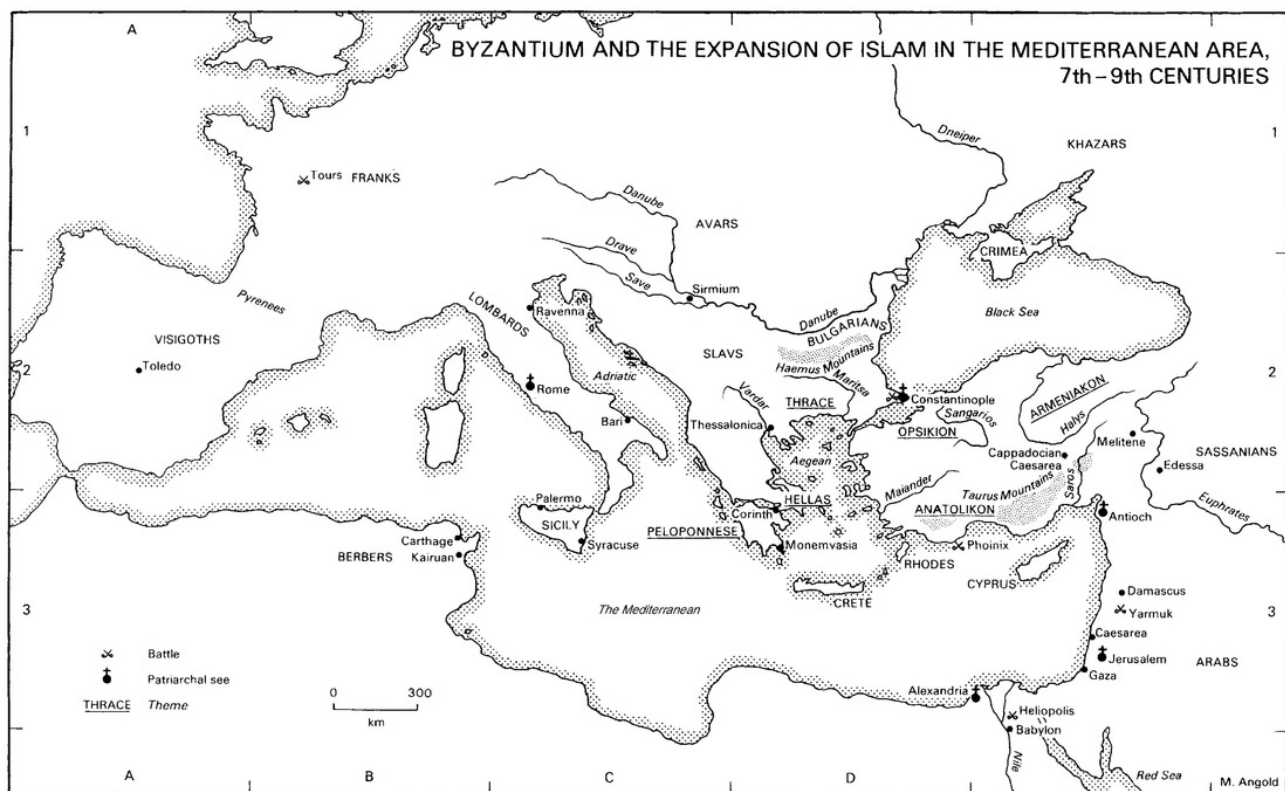 A
BYZANTIUM AND THE EXPANSION OF ISLAM IN THE MEDITERRANEAN AREA,
7th–9th CENTURIES
1
Dneiper
1
KHAZARS
Tours FRANKS
Danube
AVARS
CRIMEA
Drave
Save
Sirmium
Pyrenees
LOMBARDS
Ravenna
Black Sea
Danube
BULGARIANS
VISIGOTHS
SLAVS
Haemus Mountains
2
Toledo
Adriatic
Maritsa
2
Rome
Vardar
THRACE
Constantinople
ARMENIAKON
Sangarios
Halys
Bari
Thessalonica
OPSIKION
Melitene
SASSANIANS
Aegean
Cappadocian
Caesarea
Edessa
Maiander
Taurus Mountains
Saros
Palermo
HELLAS
Euphrates
Corinth
ANATOLIKON
Antioch
SICILY
PELOPONNESE
Carthage
Syracuse
Monemvasia
Phoinix
BERBERS
Kairuan
RHODES
CYPRUS
Damascus
CRETE
3
The Mediterranean
Yarmuk
3
Caesarea
Battle
Jerusalem
ARABS
Patriarchal see
Gaza
0 300
km
Alexandria
THRACE Theme
Heliopolis
Babylon
Nile
A
B
C
D
Red Sea
M. Angold